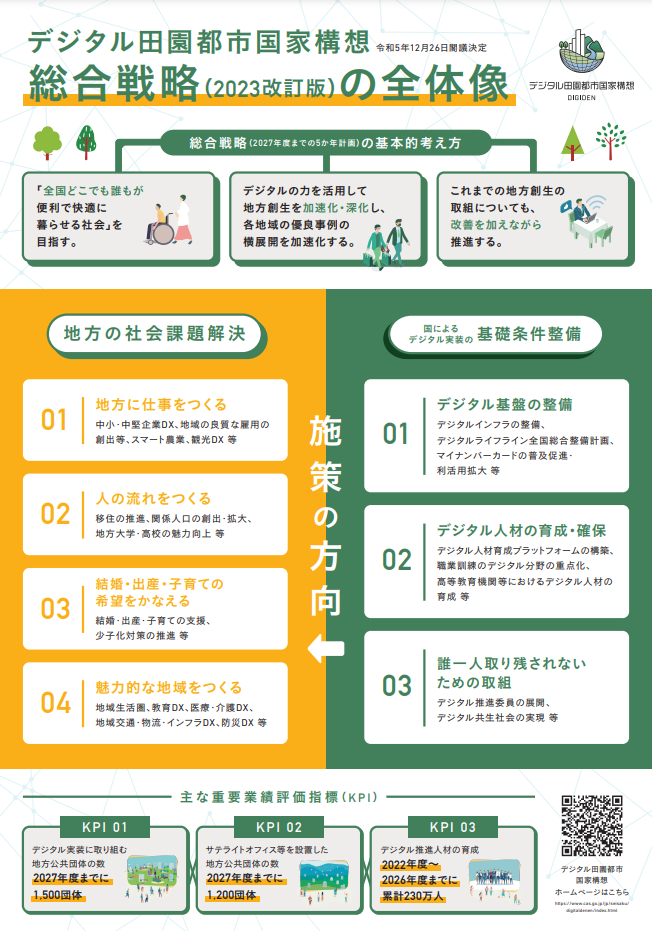 デジタル田園都市国家構想 令和5年12月26日閣議決定
総合戦略(2023改訂版)の全体像
デジタル田園都市国家構想
DIGIDEN
総合戦略(2027年度までの5か年計画)の基本的考え方
「全国どこでも誰もが
便利で快適に
暮らせる社会」を
目指す。
デジタルの力を活用して
地方創生を加速化・深化し、
各地域の優良事例の
横展開を加速化する。
これまでの地方創生の
取組についても、
改善を加えながら
推進する。
施策の方向
地方の社会課題解決
01
地方に仕事をつくる
中小・中堅企業DX、地域の良質な雇用の
創出等、スマート農業、観光DX 等
02
人の流れをつくる
移住の推進、関係人口の創出・拡大、
地方大学・高校の魅力向上 等
03
結婚・出産・子育ての
希望をかなえる
結婚・出産・子育ての支援、
少子化対策の推進 等
04
魅力的な地域をつくる
地域生活圏、教育DX、医療・介護DX、
地域交通・物流・インフラDX、防災DX 等
国による
デジタル実装の 基礎条件整備
01
デジタル基盤の整備
デジタルインフラの整備、
デジタルライフライン全国総合整備計画、
マイナンバーカードの普及促進・
利活用拡大 等
02
デジタル人材の育成・確保
デジタル人材育成プラットフォームの構築、
職業訓練のデジタル分野の重点化、
高等教育機関等におけるデジタル人材の
育成 等
03
誰一人取り残されない
ための取組
デジタル推進委員の展開、
デジタル共生社会の実現 等
主な重要業績評価指標(KPI)
KPI 01
デジタル実装に取り組む
地方公共団体の数
2027年度までに
1,500団体
KPI 02
サテライトオフィス等を設置した
地方公共団体の数
2027年度までに
1,200団体
KPI 03
デジタル推進人材の育成
2022年度〜
2026年度までに
累計230万人
デジタル田園都市
国家構想
ホームページはこちら
https://www.cas.go.jp/jp/seisaku/
digitaldenen/index.html